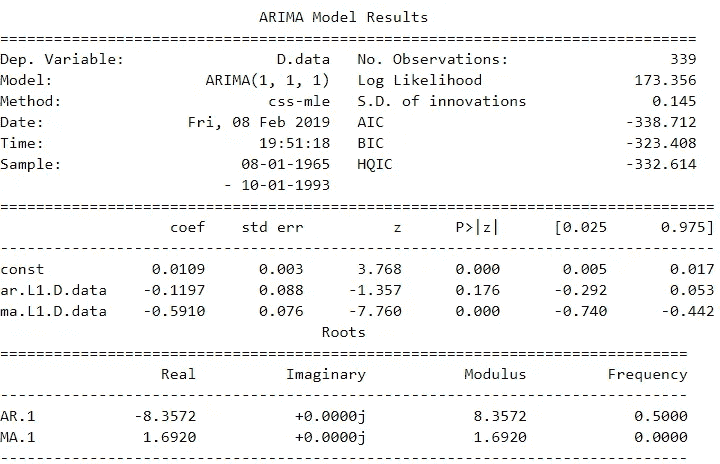 ARIMA Model Results
==============================================================================
Dep. Variable:                 D.data   No. Observations:                  339
Model:                 ARIMA(1, 1, 1)   Log Likelihood                 173.356
Method:                       css-mle   S.D. of innovations              0.145
Date:                Fri, 08 Feb 2019   AIC                           -338.712
Time:                        19:51:18   BIC                           -323.408
Sample:                    08-01-1965   HQIC                          -332.614
                         - 10-01-1993
================================================================================
                   coef    std err          z      P>|z|      [0.025      0.975]
--------------------------------------------------------------------------------
const            0.0109      0.003      3.768      0.000       0.005       0.017
ar.L1.D.data    -0.1197      0.088     -1.357      0.176      -0.292       0.053
ma.L1.D.data    -0.5910      0.076     -7.760      0.000      -0.740      -0.442
                                    Roots
=============================================================================
                  Real          Imaginary           Modulus         Frequency
-----------------------------------------------------------------------------
AR.1           -8.3572           +0.0000j            8.3572            0.5000
MA.1            1.6920           +0.0000j            1.6920            0.0000
-----------------------------------------------------------------------------